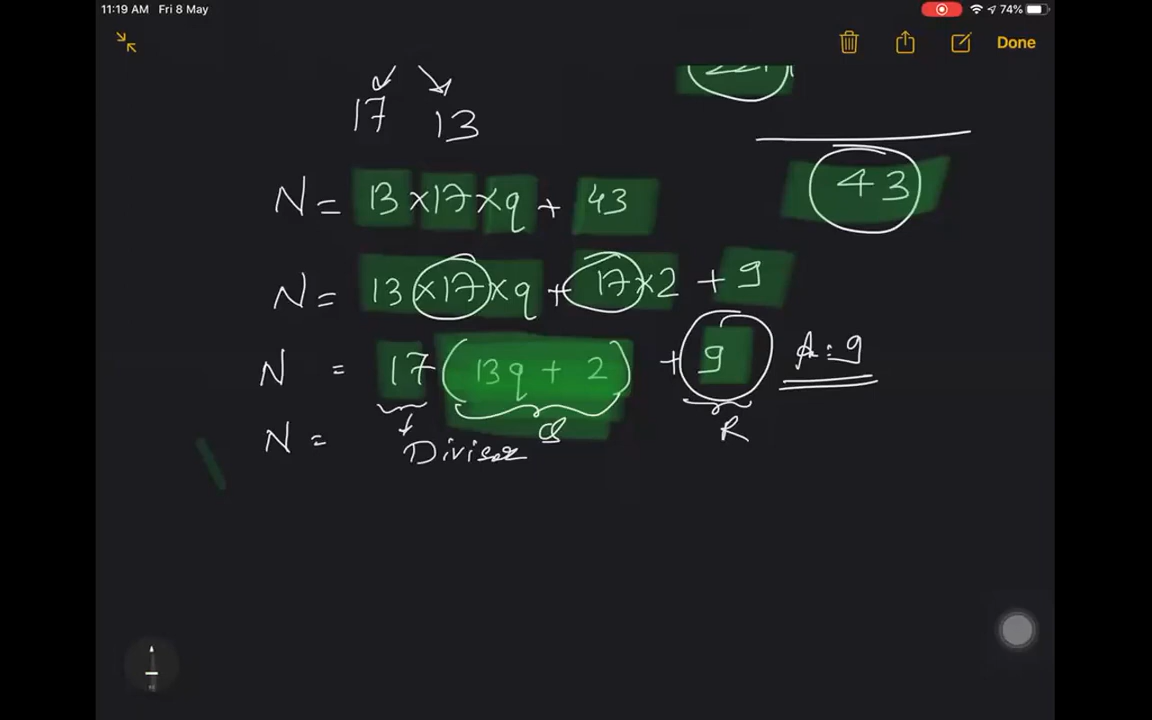 11:19 AM Fri 8 May
74%
Done
17 13
43
N = 13 × 17 × q + 43
N = 13 × 17 × q + 17 × 2 + 9
N = 17 (13q + 2) + 9 A: 9
Q R
N =
Divisor